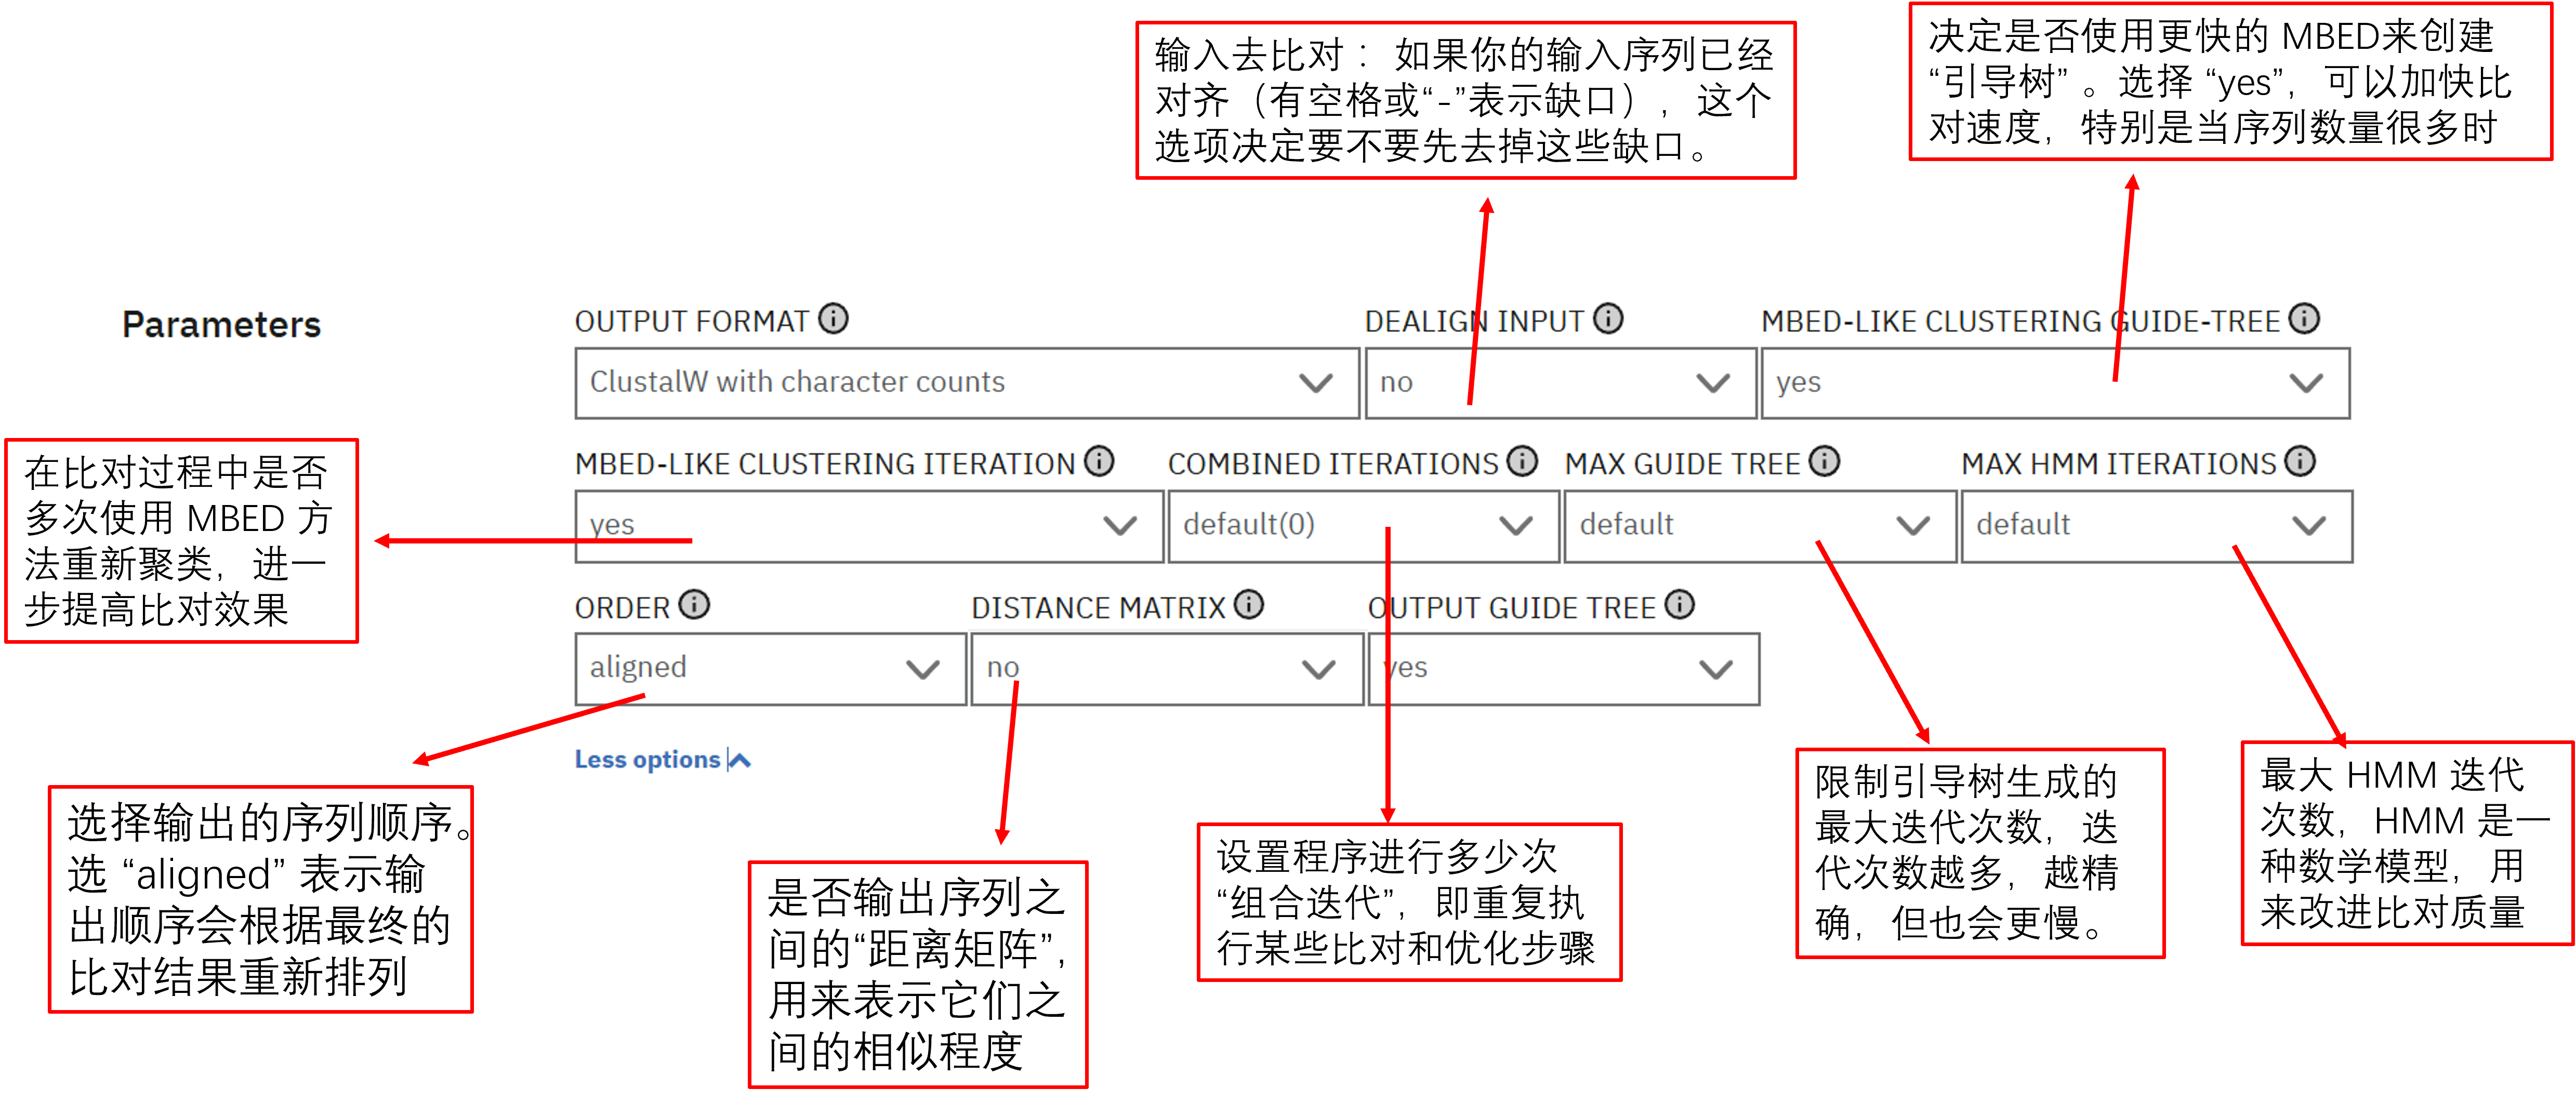 输入去比对：如果你的输入序列已经
对齐（有空格或“-”表示缺口），这个
选项决定要不要先去掉这些缺口。
决定是否使用更快的 MBED来创建
“引导树”。选择 “yes”，可以加快比
对速度，特别是当序列数量很多时
Parameters
OUTPUT FORMAT
DEALIGN INPUT
MBED-LIKE CLUSTERING GUIDE-TREE
ClustalW with character counts
no
yes
在比对过程中是否
多次使用 MBED 方
法重新聚类，进一
步提高比对效果
MBED-LIKE CLUSTERING ITERATION
COMBINED ITERATIONS
MAX GUIDE TREE
MAX HMM ITERATIONS
yes
default(0)
default
default
ORDER
DISTANCE MATRIX
OUTPUT GUIDE TREE
aligned
no
yes
Less options
选择输出的序列顺序。
选 “aligned” 表示输
出顺序会根据最终的
比对结果重新排列
是否输出序列之
间的“距离矩阵”，
用来表示它们之
间的相似程度
设置程序进行多少次
“组合迭代”，即重复执
行某些比对和优化步骤
限制引导树生成的
最大迭代次数，迭
代次数越多，越精
确，但也会更慢。
最大 HMM 迭代
次数，HMM 是一
种数学模型，用
来改进比对质量